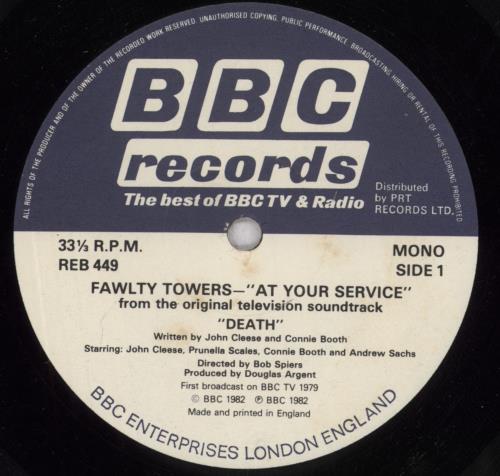 ALL RIGHTS OF THE PRODUCER AND OF THE OWNER OF THE RECORDED WORK RESERVED. UNAUTHORISED COPYING, PUBLIC PERFORMANCE, BROADCASTING HIRING OR RENTAL OF THIS RECORDING PROHIBITED
BBC
records
The best of BBC TV & Radio
Distributed
by PRT
RECORDS LTD.
33⅓ R.P.M.
REB 449
MONO
SIDE 1
FAWLTY TOWERS—"AT YOUR SERVICE"
from the original television soundtrack
"DEATH"
Written by John Cleese and Connie Booth
Starring: John Cleese, Prunella Scales, Connie Booth and Andrew Sachs
Directed by Bob Spiers
Produced by Douglas Argent
First broadcast on BBC TV 1979
© BBC 1982 ℗ BBC 1982
Made and printed in England
BBC ENTERPRISES LONDON ENGLAND